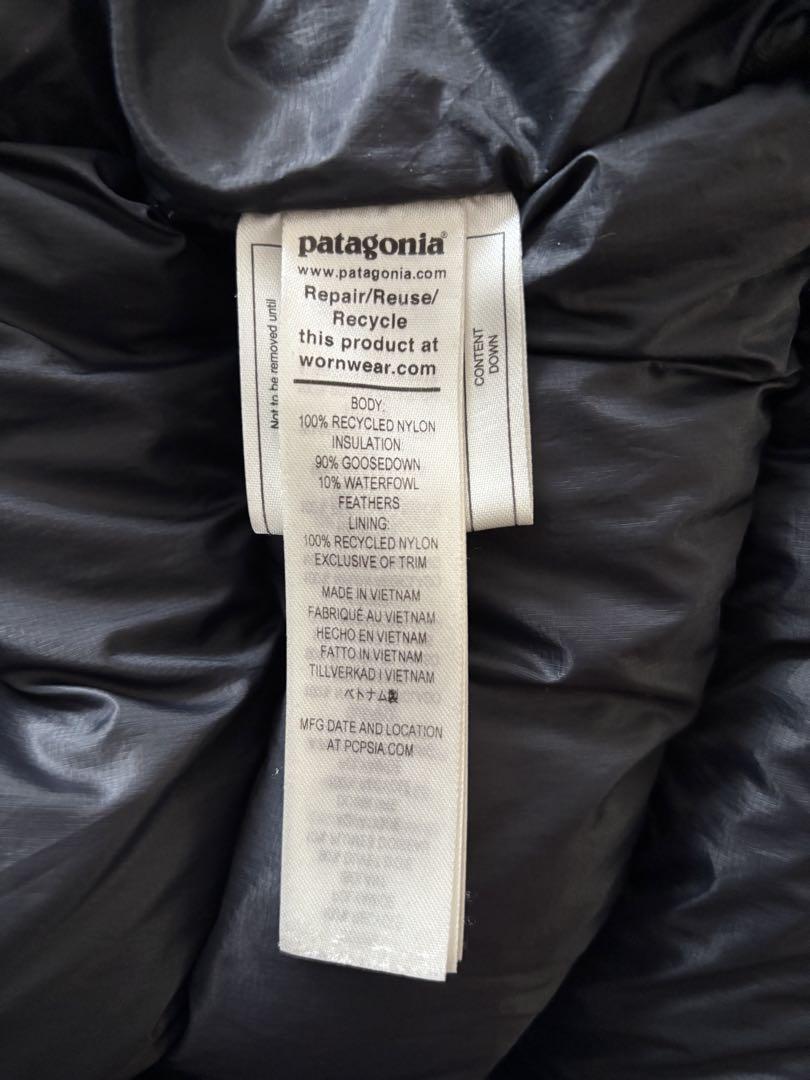 patagonia®
www.patagonia.com
Repair/Reuse/
Recycle
this product at
wornwear.com
BODY:
100% RECYCLED NYLON
INSULATION:
90% GOOSEDOWN
10% WATERFOWL
FEATHERS
LINING:
100% RECYCLED NYLON
EXCLUSIVE OF TRIM
MADE IN VIETNAM
FABRIQUÉ AU VIETNAM
HECHO EN VIETNAM
FATTO IN VIETNAM
TILLVERKAD I VIETNAM
ベトナム製
MFG DATE AND LOCATION
AT PCPSIA.COM
Not to be removed until
CONTENT
DOWN